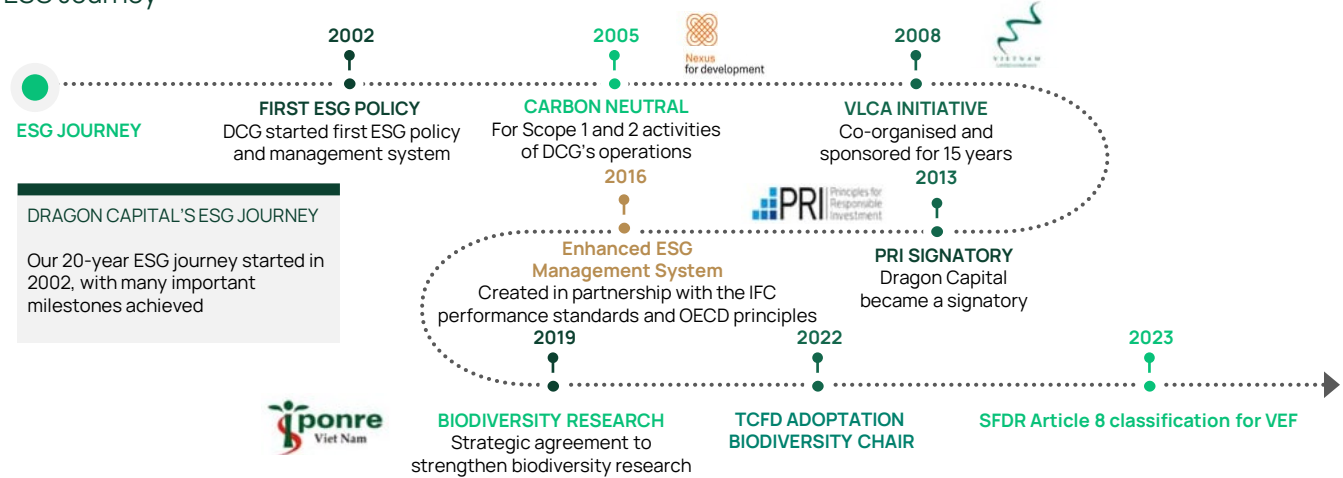 ESG Journey
2002
2005
Nexus
for development
2008
VIETNAM
ESG JOURNEY
FIRST ESG POLICY
DCG started first ESG policy
and management system
CARBON NEUTRAL
For Scope 1 and 2 activities
of DCG's operations
VLCA INITIATIVE
Co-organised and
sponsored for 15 years
DRAGON CAPITAL'S ESG JOURNEY
Our 20-year ESG journey started in
2002, with many important
milestones achieved
2016
PRI
Principles for
Responsible
Investment
2013
Enhanced ESG
Management System
Created in partnership with the IFC
performance standards and OECD principles
PRI SIGNATORY
Dragon Capital
became a signatory
2019
2022
2023
iponre
Viet Nam
BIODIVERSITY RESEARCH
Strategic agreement to
strengthen biodiversity research
TCFD ADOPTATION
BIODIVERSITY CHAIR
SFDR Article 8 classification for VEF